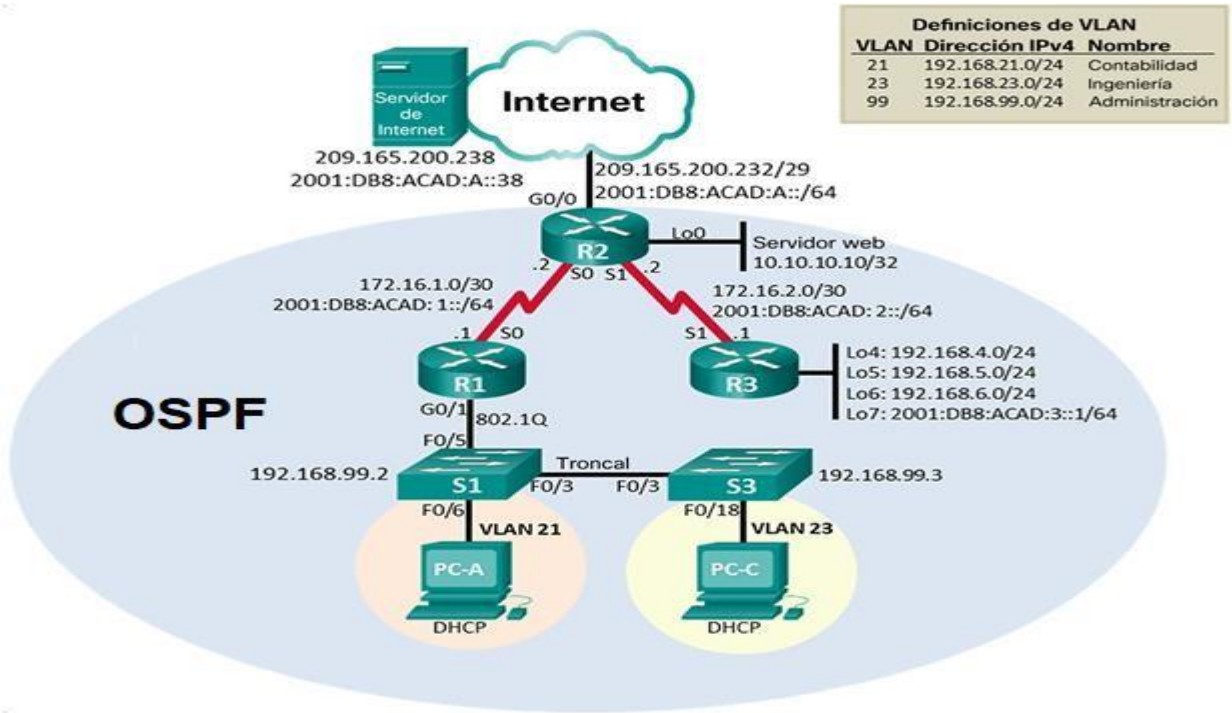 Definiciones de VLAN
VLAN Dirección IPv4 Nombre
21 192.168.21.0/24 Contabilidad
23 192.168.23.0/24 Ingeniería
99 192.168.99.0/24 Administración
Servidor
de
Internet
Internet
209.165.200.238
2001:DB8:ACAD:A::38
209.165.200.232/29
2001:DB8:ACAD:A::/64
G0/0
R2
Lo0
Servidor web
10.10.10.10/32
.2 S0 S1 .2
172.16.1.0/30
2001:DB8:ACAD: 1::/64
172.16.2.0/30
2001:DB8:ACAD: 2::/64
.1 S0
S1 .1
R1
R3
Lo4: 192.168.4.0/24
Lo5: 192.168.5.0/24
Lo6: 192.168.6.0/24
Lo7: 2001:DB8:ACAD:3::1/64
OSPF
G0/1
802.1Q
F0/5
192.168.99.2
S1
F0/3
Troncal
F0/3
S3
192.168.99.3
F0/6
VLAN 21
F0/18
VLAN 23
PC-A
PC-C
DHCP
DHCP